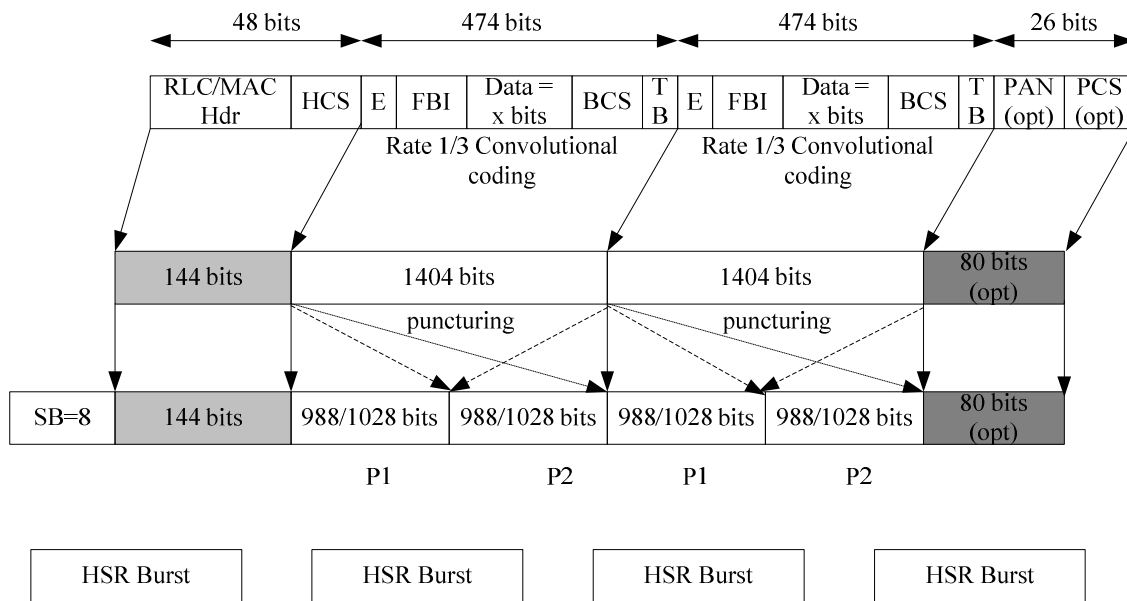 48 bits 474 bits 474 bits 26 bits
RLC/MAC Hdr HCS E FBI Data = x bits BCS T B E FBI Data = x bits BCS T B PAN (opt) PCS (opt)
Rate 1/3 Convolutional coding Rate 1/3 Convolutional coding
144 bits 1404 bits 1404 bits 80 bits (opt)
puncturing puncturing
SB=8 144 bits 988/1028 bits 988/1028 bits 988/1028 bits 988/1028 bits 80 bits (opt)
P1 P2 P1 P2
HSR Burst HSR Burst HSR Burst HSR Burst